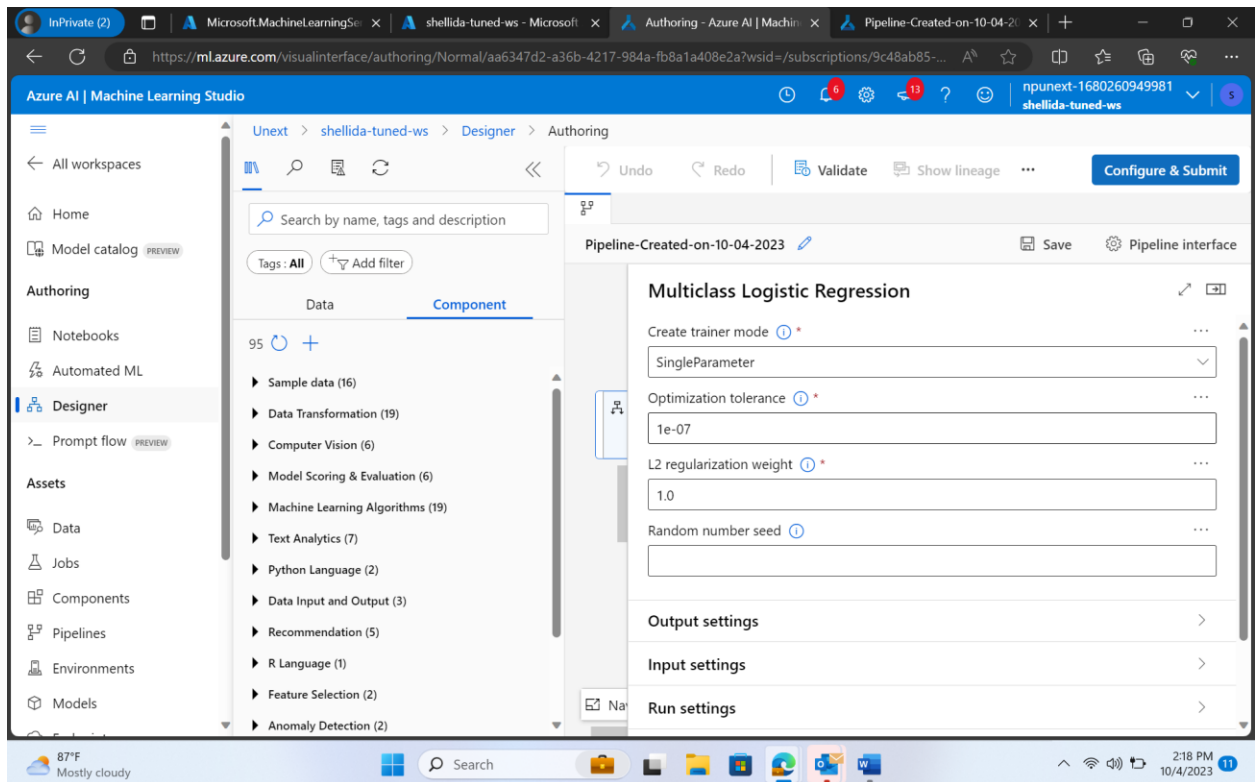 InPrivate (2)
Microsoft.MachineLearningSer
shellida-tuned-ws - Microsoft
Authoring - Azure AI | Machin
Pipeline-Created-on-10-04-20
https://ml.azure.com/visualinterface/authoring/Normal/aa6347d2-a36b-4217-984a-fb8a1a408e2a?wsid=/subscriptions/9c48ab85-...
Azure AI | Machine Learning Studio
6
13
npunext-1680260949981
shellida-tuned-ws
S
All workspaces
Home
Model catalog PREVIEW
Authoring
Notebooks
Automated ML
Designer
Prompt flow PREVIEW
Assets
Data
Jobs
Components
Pipelines
Environments
Models
Unext > shellida-tuned-ws > Designer > Authoring
Search by name, tags and description
Tags : All
Add filter
Data
Component
95
Sample data (16)
Data Transformation (19)
Computer Vision (6)
Model Scoring & Evaluation (6)
Machine Learning Algorithms (19)
Text Analytics (7)
Python Language (2)
Data Input and Output (3)
Recommendation (5)
R Language (1)
Feature Selection (2)
Anomaly Detection (2)
Undo
Redo
Validate
Show lineage
...
Configure & Submit
Pipeline-Created-on-10-04-2023
Save
Pipeline interface
Multiclass Logistic Regression
Create trainer mode *
SingleParameter
Optimization tolerance *
1e-07
L2 regularization weight *
1.0
Random number seed
Output settings
Input settings
Run settings
Na
87°F
Mostly cloudy
Search
2:18 PM
10/4/2023
11